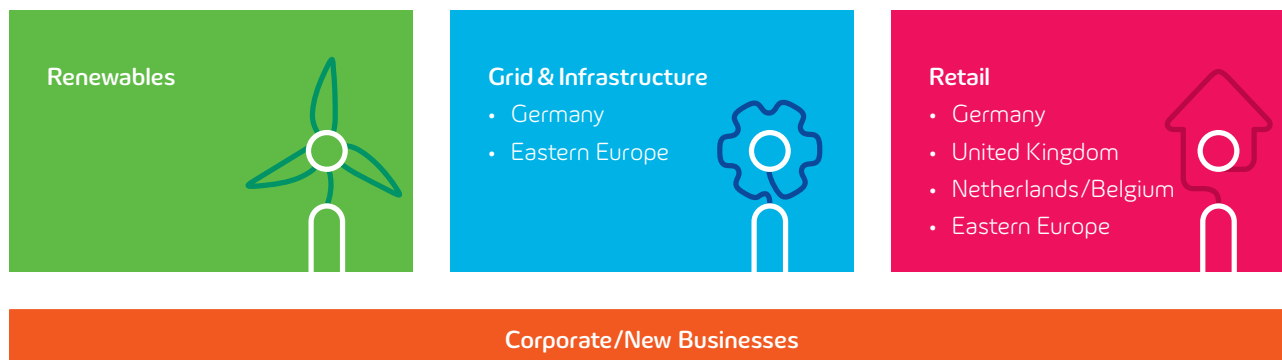 Renewables
Grid & Infrastructure
• Germany
• Eastern Europe
Retail
• Germany
• United Kingdom
• Netherlands/Belgium
• Eastern Europe
Corporate/New Businesses